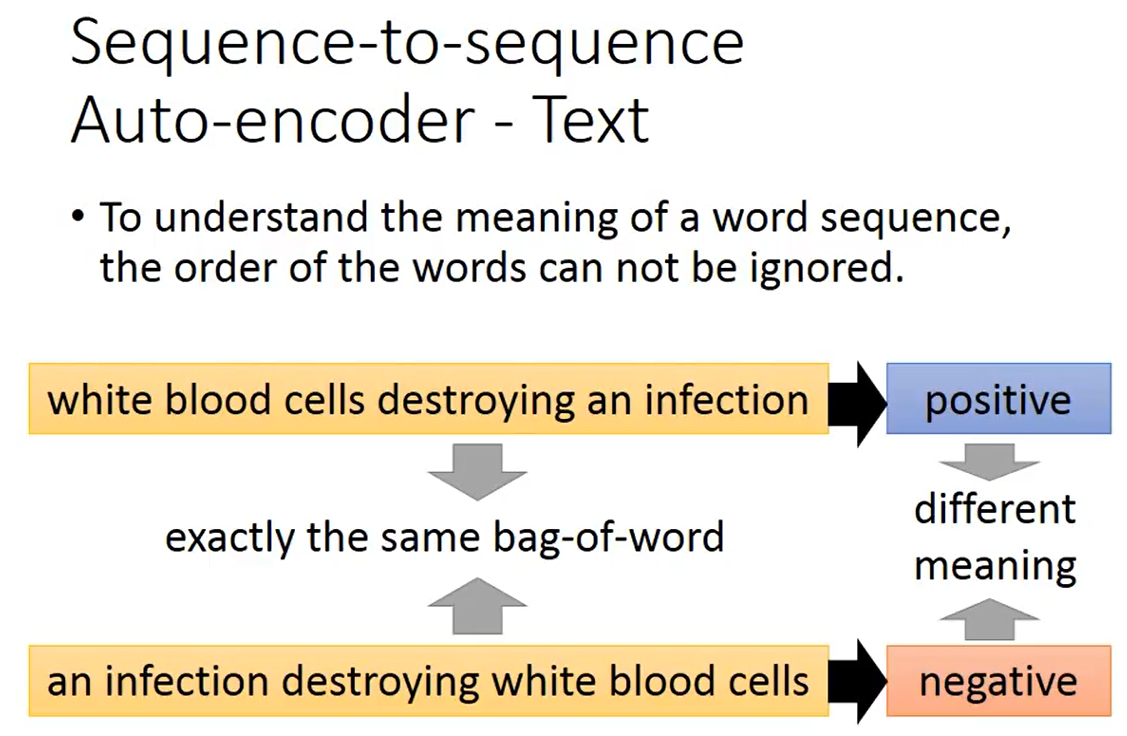 Sequence-to-sequence
Auto-encoder - Text
• To understand the meaning of a word sequence,
the order of the words can not be ignored.
white blood cells destroying an infection
positive
exactly the same bag-of-word
different
meaning
an infection destroying white blood cells
negative